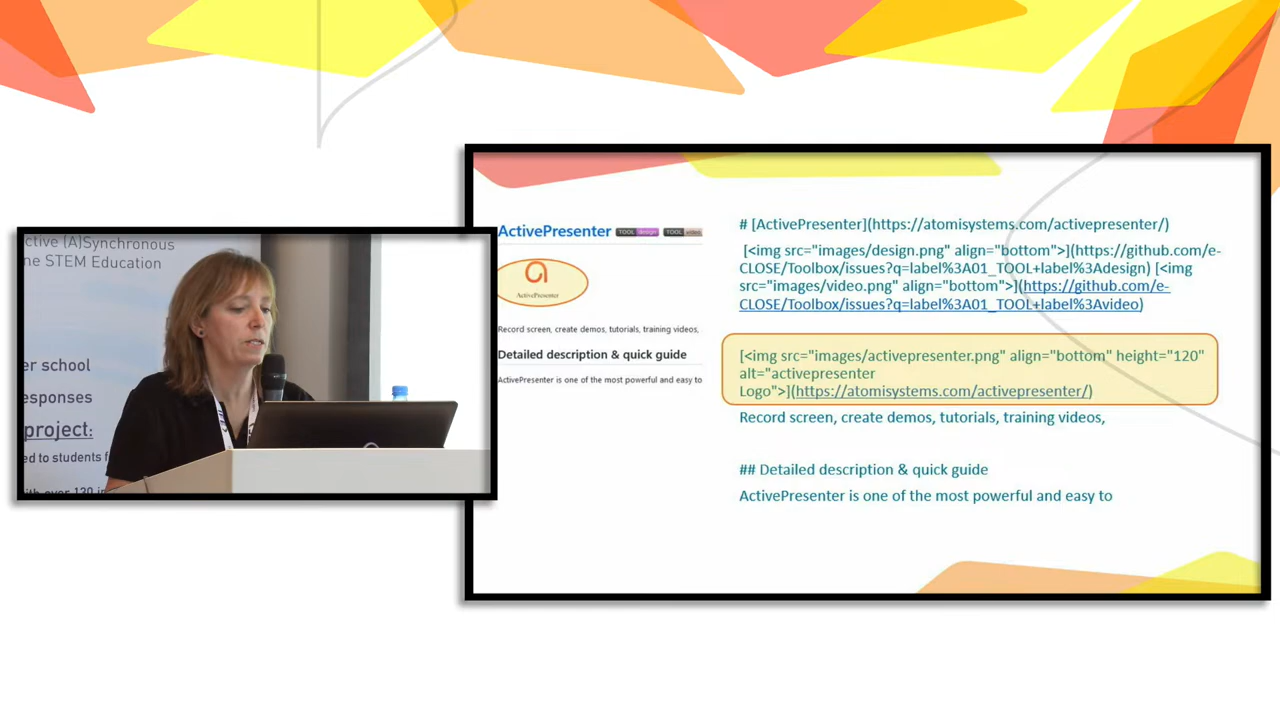 ctive (A)Synchronous
ne STEM Education
er school
esponses
project:
ed to students f
with over 130 in
ActivePresenter TOOL design TOOL video
ActivePresenter
Record screen, create demos, tutorials, training videos,
Detailed description & quick guide
ActivePresenter is one of the most powerful and easy to
# [ActivePresenter](https://atomisystems.com/activepresenter/)
[<img src="images/design.png" align="bottom">](https://github.com/e-
CLOSE/Toolbox/issues?q=label%3A01_TOOL+label%3Adesign) [<img
src="images/video.png" align="bottom">](https://github.com/e-
CLOSE/Toolbox/issues?q=label%3A01_TOOL+label%3Avideo)
[<img src="images/activepresenter.png" align="bottom" height="120"
alt="activepresenter
Logo">](https://atomisystems.com/activepresenter/)
Record screen, create demos, tutorials, training videos,
## Detailed description & quick guide
ActivePresenter is one of the most powerful and easy to